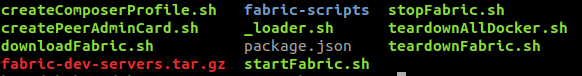 createComposerProfile.sh fabric-scripts stopFabric.sh
createPeerAdminCard.sh _loader.sh teardownAllDocker.sh
downloadFabric.sh package.json teardownFabric.sh
fabric-dev-servers.tar.gz startFabric.sh